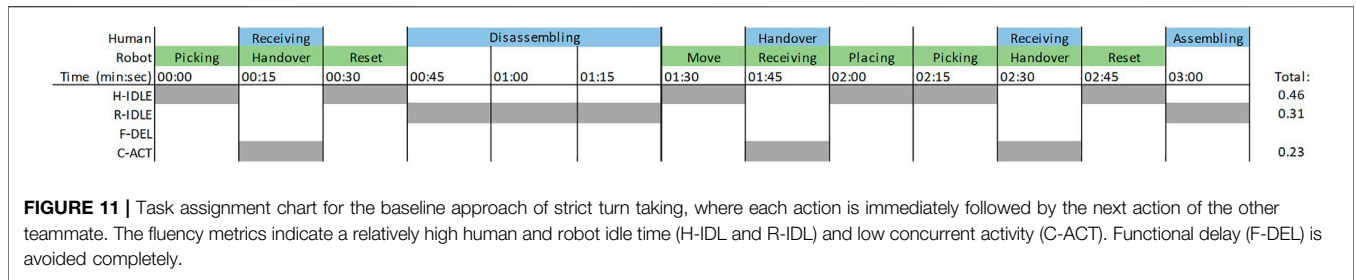 Human Receiving Disassembling Handover Receiving Assembling
Robot Picking Handover Reset Move Receiving Placing Picking Handover Reset
Time (min:sec) 00:00 00:15 00:30 00:45 01:00 01:15 01:30 01:45 02:00 02:15 02:30 02:45 03:00 Total:
H-IDLE 0.46
R-IDLE 0.31
F-DEL
C-ACT 0.23
FIGURE 11 | Task assignment chart for the baseline approach of strict turn taking, where each action is immediately followed by the next action of the other
teammate. The fluency metrics indicate a relatively high human and robot idle time (H-IDL and R-IDL) and low concurrent activity (C-ACT). Functional delay (F-DEL) is
avoided completely.